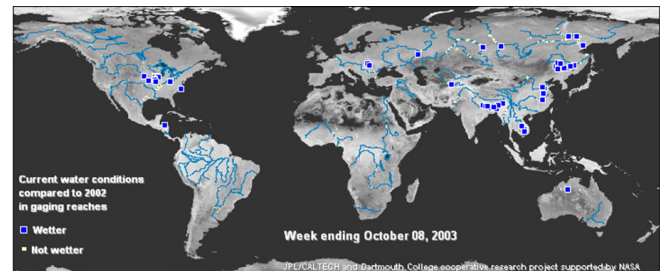 Current water conditions
compared to 2002
in gaging reaches
Wetter
Not wetter
Week ending October 08, 2003
JPL/CALTECH and Dartmouth College cooperative research project supported by NASA